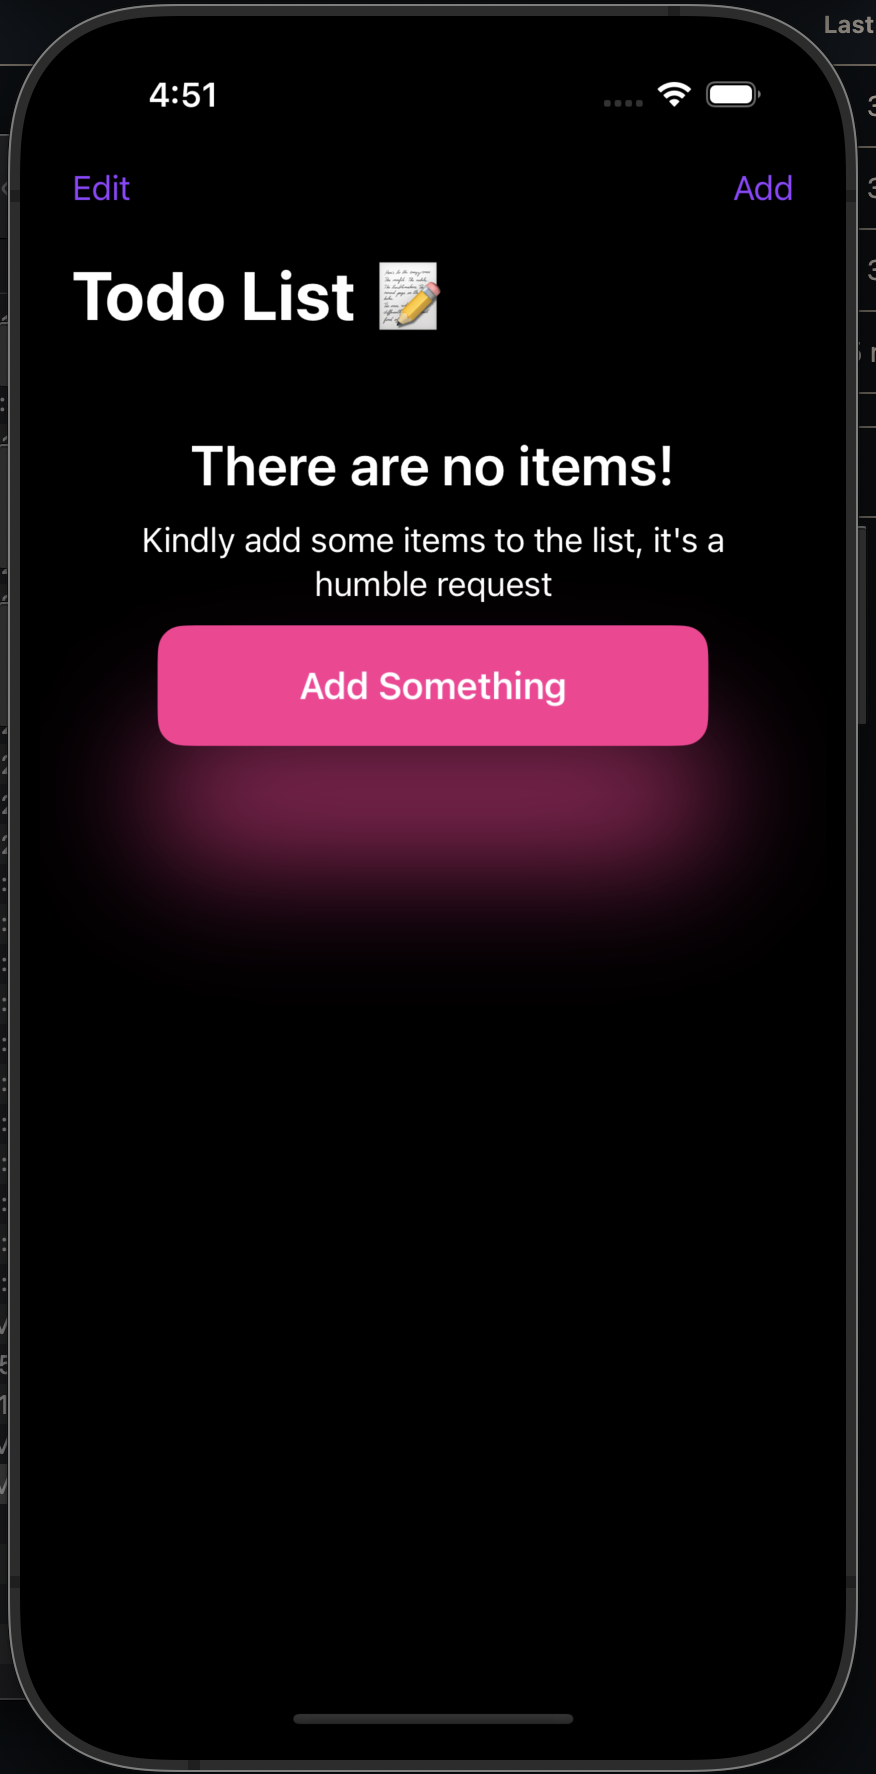 Last
4:51
Edit
Add
Todo List
There are no items!
Kindly add some items to the list, it's a
humble request
Add Something